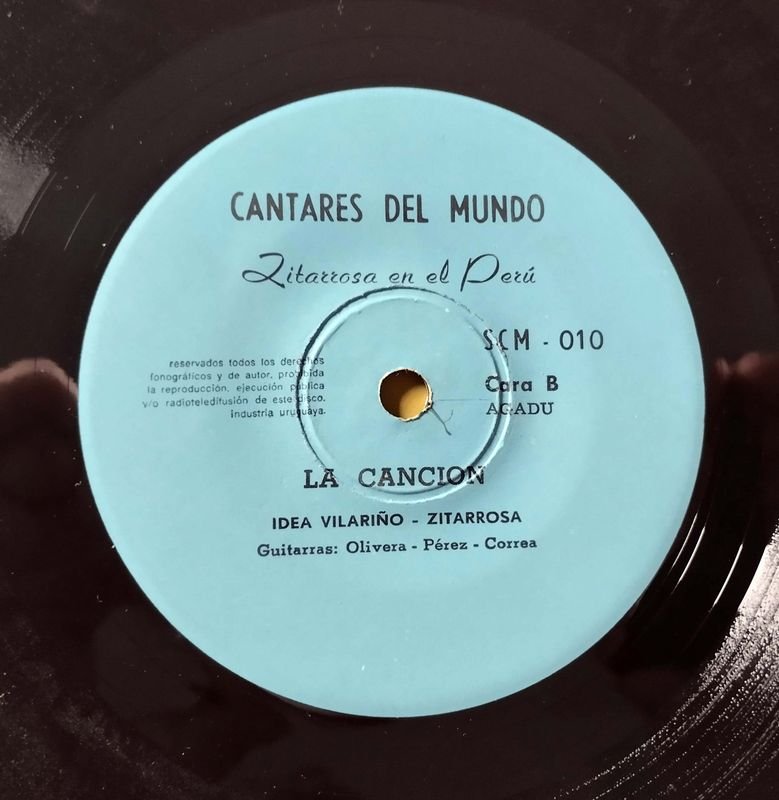 CANTARES DEL MUNDO
Zitarrosa en el Perú
SCM - 010
reservados todos los derechos
fonográficos y de autor. prohibida
la reproducción, ejecución pública
y/o radioteledifusión de este disco.
industria uruguaya.
Cara B
AGADU
LA CANCION
IDEA VILARIÑO - ZITARROSA
Guitarras: Olivera - Pérez - Correa